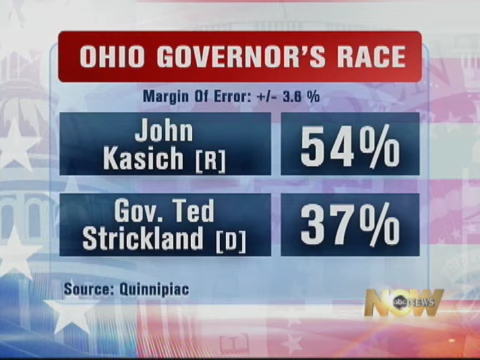 OHIO GOVERNOR'S RACE
Margin Of Error: +/- 3.6 %
John
Kasich [R]
54%
Gov. Ted
Strickland [D]
37%
Source: Quinnipiac
NOW
abc NEWS